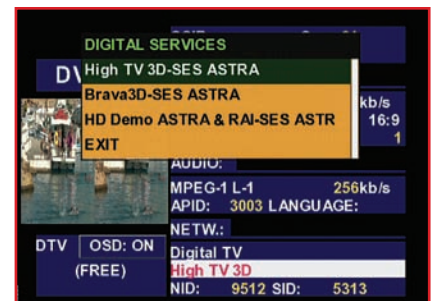 DIGITAL SERVICES
High TV 3D-SES ASTRA
Brava3D-SES ASTRA
HD Demo ASTRA & RAI-SES ASTR
EXIT
kb/s
16:9
1
AUDIO:
MPEG-1 L-1 256kb/s
APID: 3003 LANGUAGE:
NETW.:
DTV OSD: ON Digital TV
(FREE) High TV 3D
NID: 9512 SID: 5313